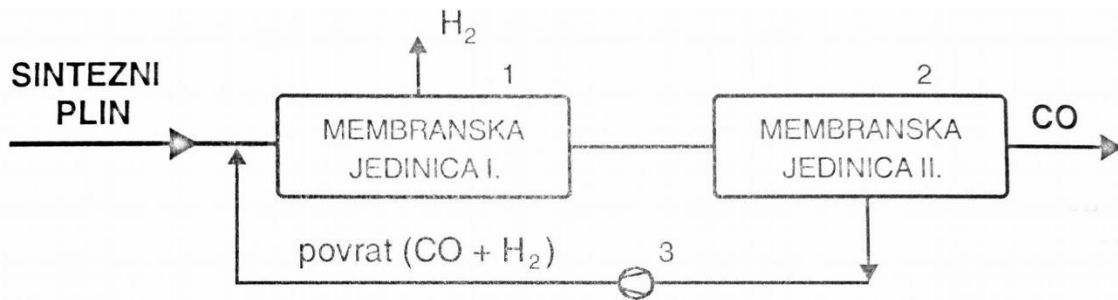 H₂
SINTEZNI
PLIN
1
MEMBRANSKA
JEDINICA I.
2
MEMBRANSKA
JEDINICA II.
CO
povrat (CO + H₂)
3